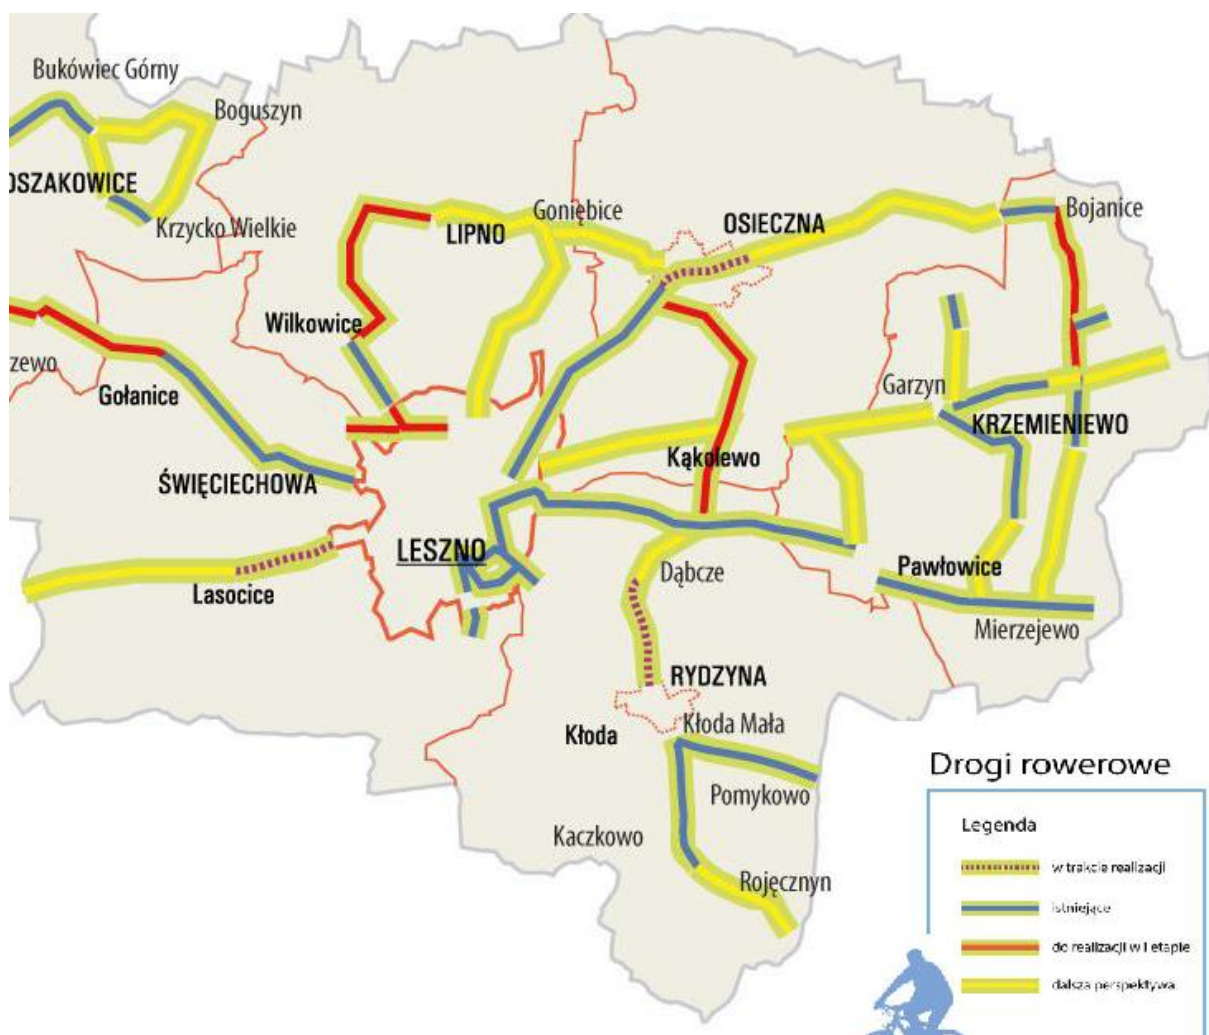 Bukówiec Górny
Boguszyn
OSZAKOWICE
Krzycko Wielkie
Goniębice
LIPNO
OSIECZNA
Bojanice
Wilkowice
zewo
Gołanice
Garzyn
KRZEMIENIEWO
Kąkolewo
ŚWIĘCIECHOWA
LESZNO
Lasocice
Dąbcze
Pawłowice
Mierzejewo
RYDZYNA
Kłoda
Kłoda Mała
Pomykowo
Kaczkowo
Rojęcznyn
Drogi rowerowe
Legenda
w trakcie realizacji
istniejące
do realizacji w I etapie
dalsza perspektywa